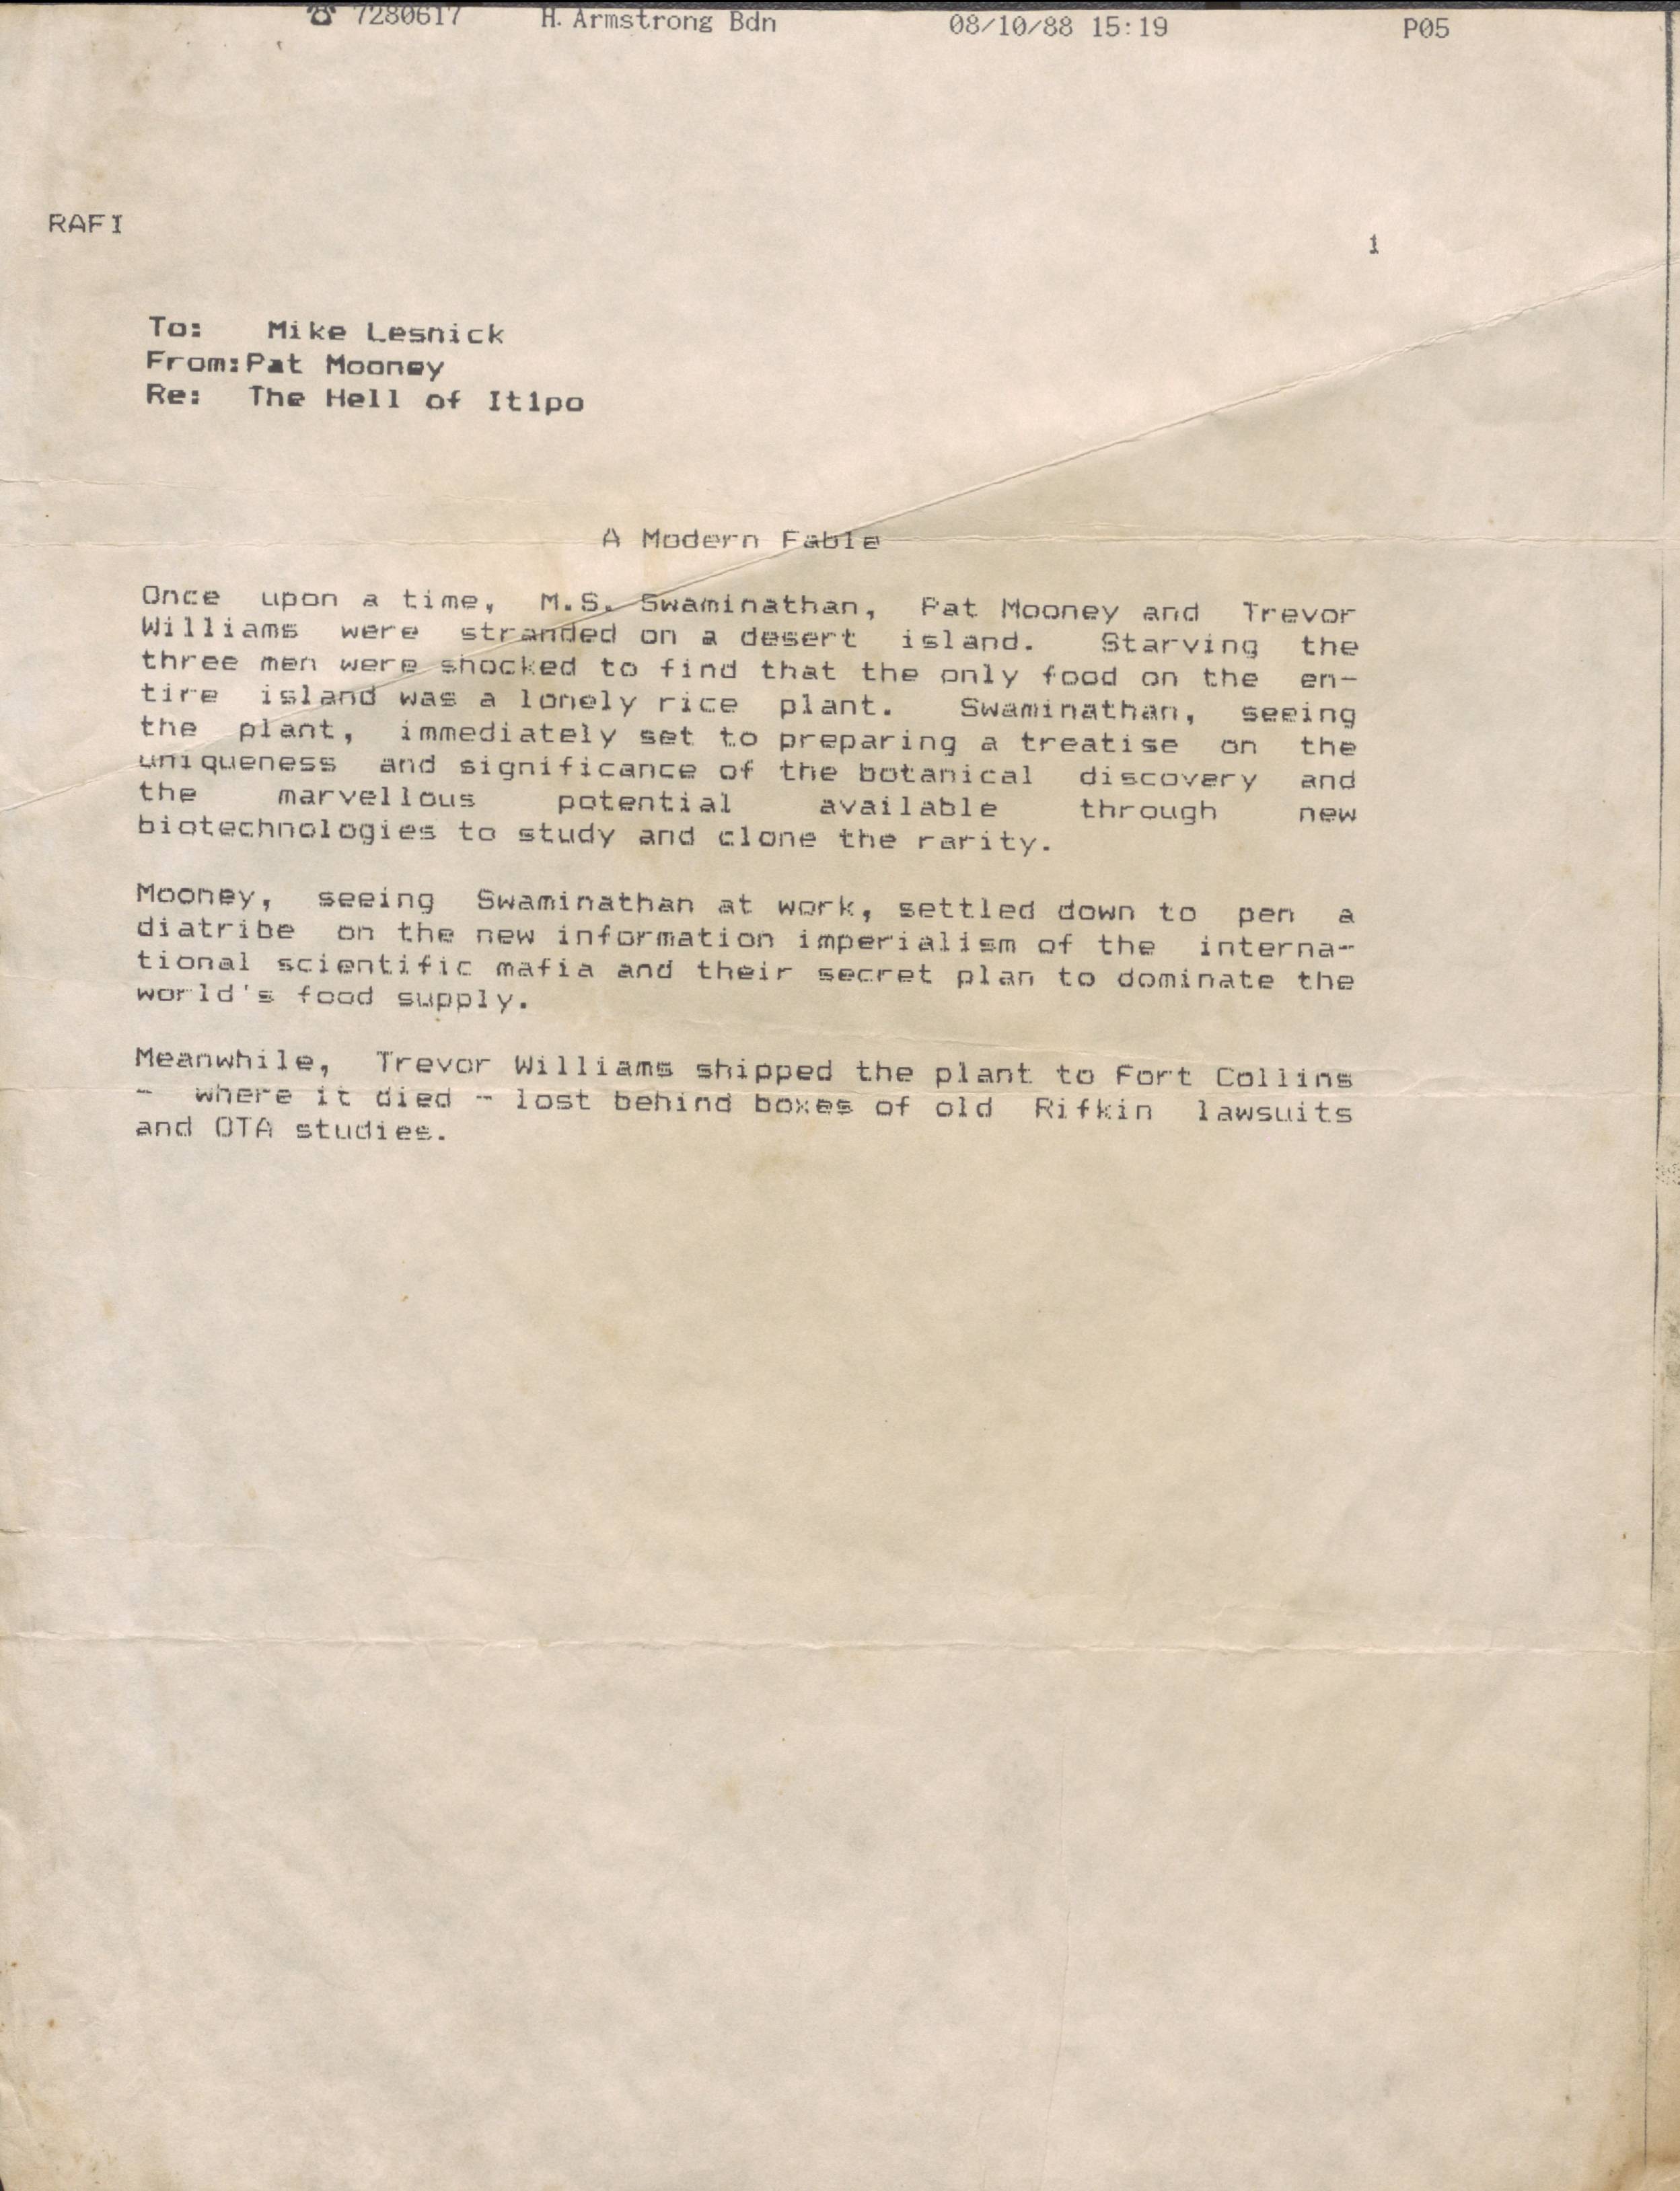 ☎ 7280617 H. Armstrong Bdn 08/10/88 15:19 P05
RAFI
1
To: Mike Lesnick
From:Pat Mooney
Re: The Hell of Itipo
A Modern Fable
Once upon a time, M.S. Swaminathan, Pat Mooney and Trevor
Williams were stranded on a desert island. Starving the
three men were shocked to find that the only food on the en-
tire island was a lonely rice plant. Swaminathan, seeing
the plant, immediately set to preparing a treatise on the
uniqueness and significance of the botanical discovery and
the marvellous potential available through new
biotechnologies to study and clone the rarity.
Mooney, seeing Swaminathan at work, settled down to pen a
diatribe on the new information imperialism of the interna-
tional scientific mafia and their secret plan to dominate the
world's food supply.
Meanwhile, Trevor Williams shipped the plant to Fort Collins
- where it died - lost behind boxes of old Rifkin lawsuits
and OTA studies.